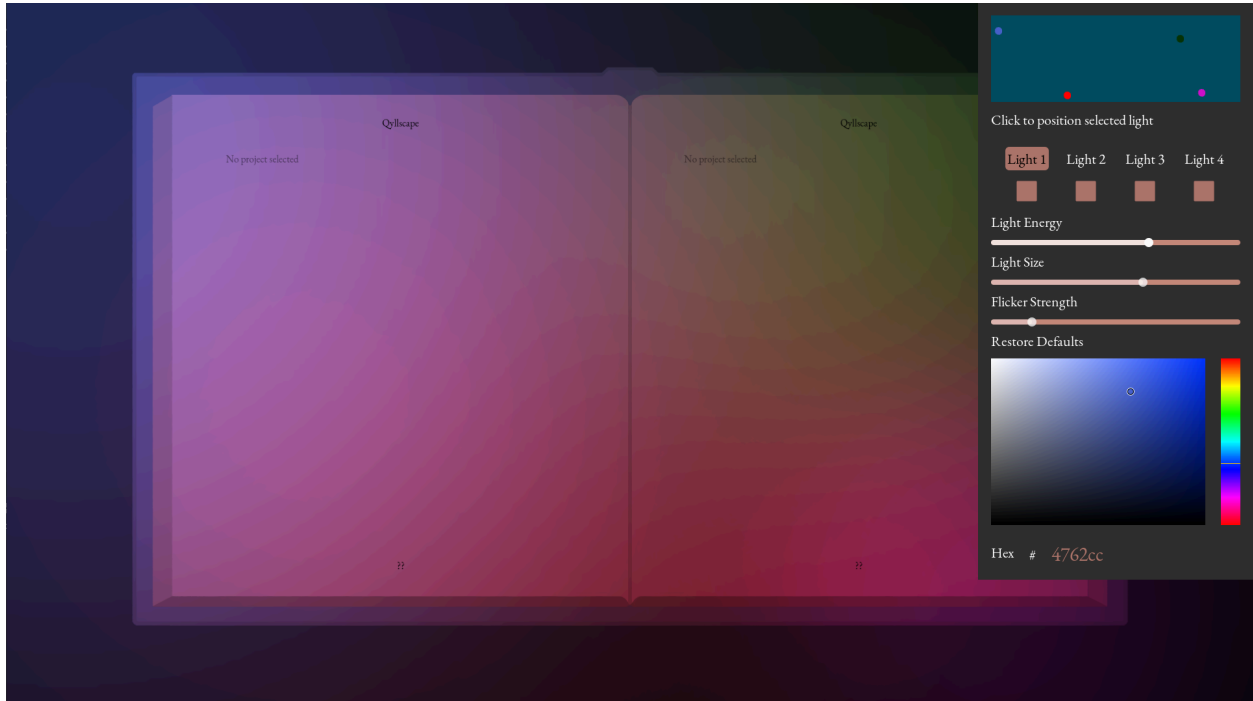 Qyllscape
No project selected
??
Qyllscape
No project selected
??
Click to position selected light
Light 1 Light 2 Light 3 Light 4
Light Energy
Light Size
Flicker Strength
Restore Defaults
Hex # 4762cc